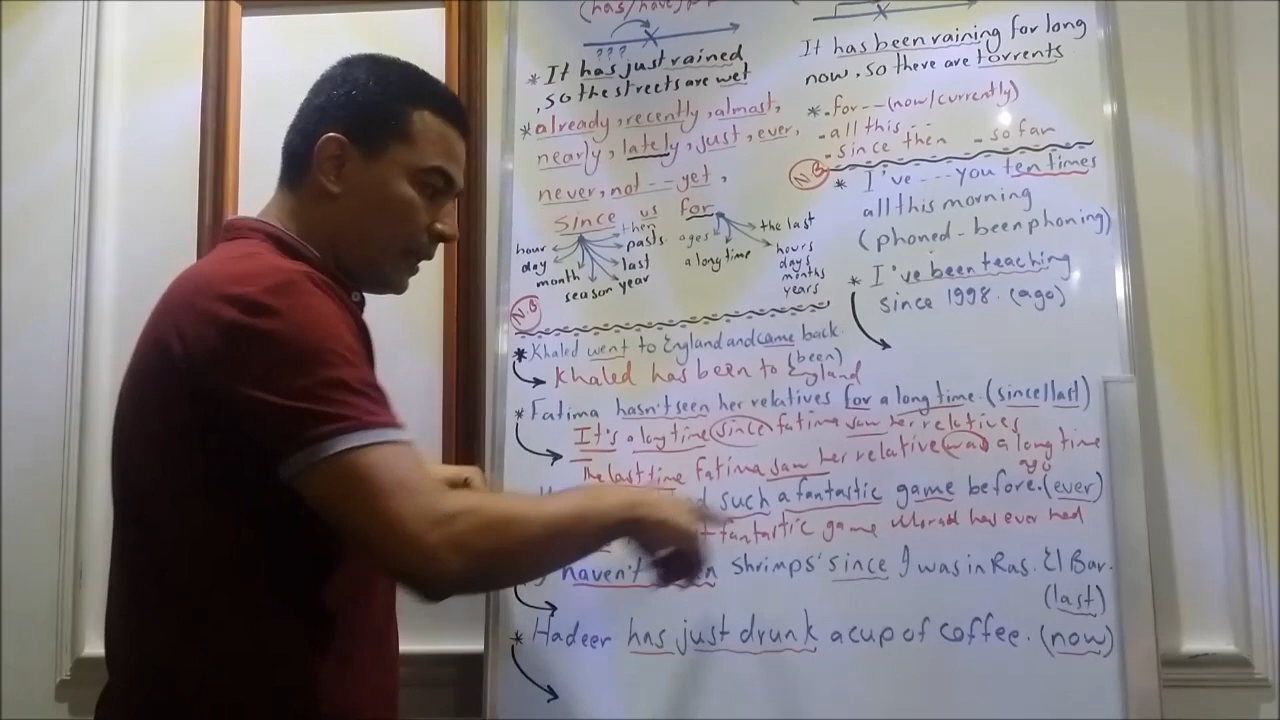 (has/have)
???
* It has just rained
, so the streets are wet
* already, recently, almost,
nearly, lately, just, ever,
never, not --- yet,
since
us
then
pasts
last
year
season
month
day
hour
for
ages
a long time
the last
hours
days
months
years
N.B
* Khaled went to England and came back.
(been)
Khaled has been to England
* Fatima hasn't seen her relatives for a long time. (since/last)
It's a long time since fatima saw her relatives
The last time fatima saw her relative was a long time
ago
such a fantastic game before. (ever)
fantastic game Morad has ever had
haven't shrimps since I was in Ras. El Bar.
(last)
* Hadeer has just drunk a cup of coffee. (now)
It has been raining for long
now, so there are torrents
*. for --- (now/currently)
- all this ---
- since then - so far
N.B
* I've ---- you ten times
all this morning
(phoned - been phoning)
* I've been teaching
since 1998. (ago)